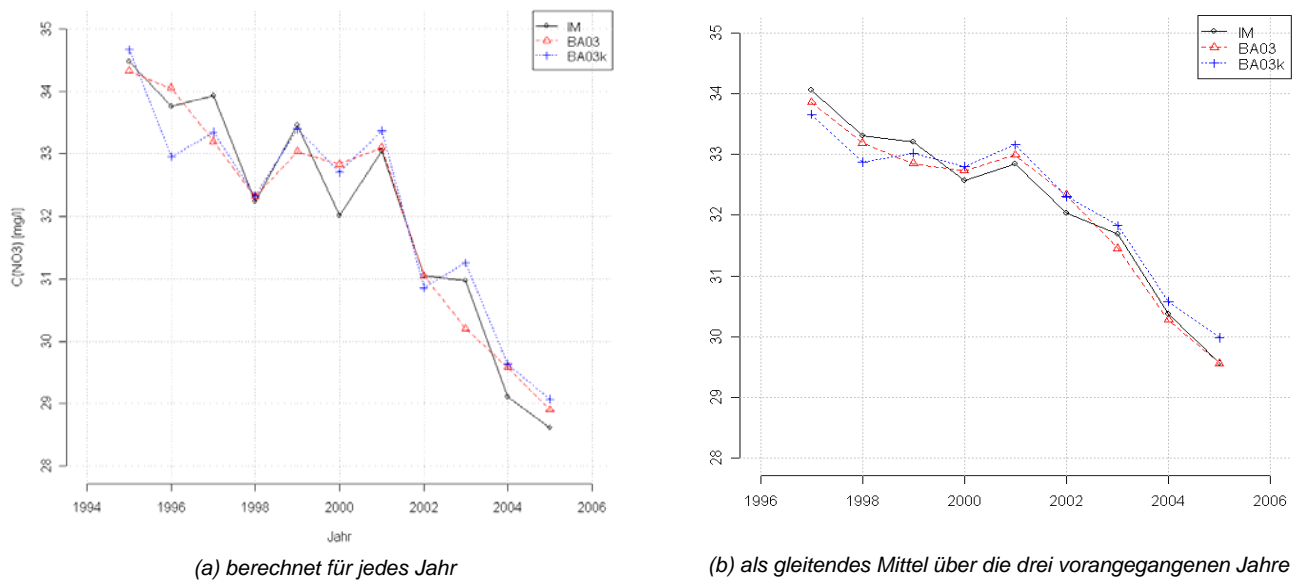 IM
BA03
BA03k
35
34
33
32
31
30
29
28
C(NO3) [mg/l]
1994
1996
1998
2000
2002
2004
2006
Jahr
(a) berechnet für jedes Jahr
IM
BA03
BA03k
35
34
33
32
31
30
29
28
1996
1998
2000
2002
2004
2006
(b) als gleitendes Mittel über die drei vorangegangenen Jahre